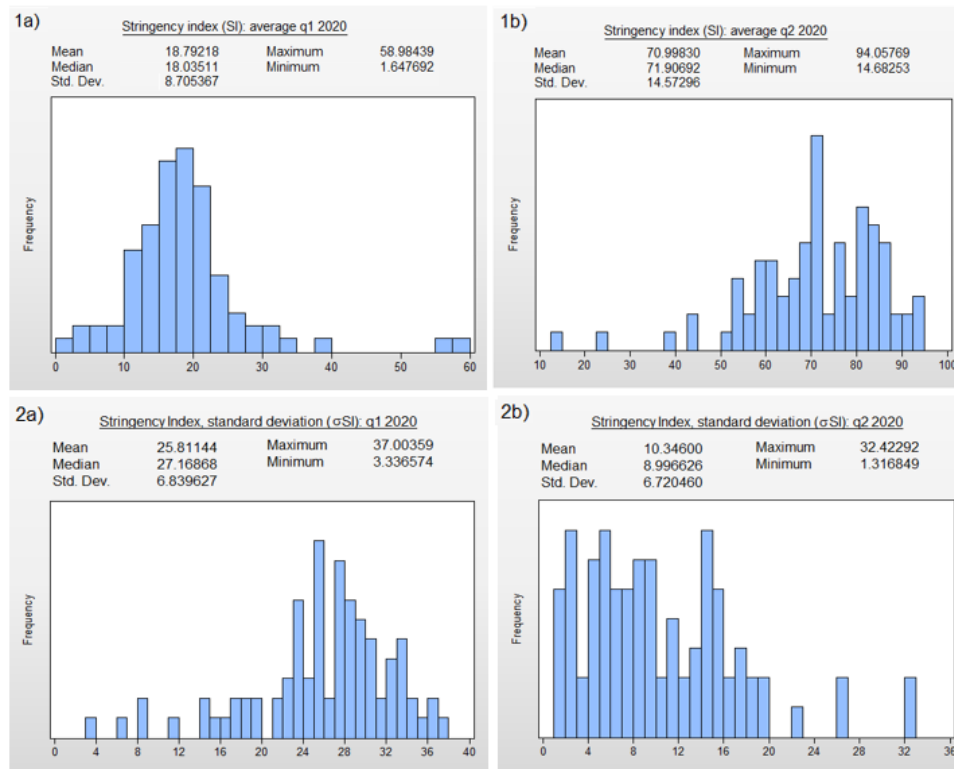 1a)
Stringency index (SI): average q1 2020
Mean 18.79218 Maximum 58.98439
Median 18.03511 Minimum 1.647692
Std. Dev. 8.705367
Frequency
0 10 20 30 40 50 60
1b)
Stringency index (SI): average q2 2020
Mean 70.99830 Maximum 94.05769
Median 71.90692 Minimum 14.68253
Std. Dev. 14.57296
Frequency
10 20 30 40 50 60 70 80 90 100
2a)
Stringency Index, standard deviation (σSI): q1 2020
Mean 25.81144 Maximum 37.00359
Median 27.16868 Minimum 3.336574
Std. Dev. 6.839627
Frequency
0 4 8 12 16 20 24 28 32 36 40
2b)
Stringency Index, standard deviation (σSI): q2 2020
Mean 10.34600 Maximum 32.42292
Median 8.996626 Minimum 1.316849
Std. Dev. 6.720460
Frequency
0 4 8 12 16 20 24 28 32 36